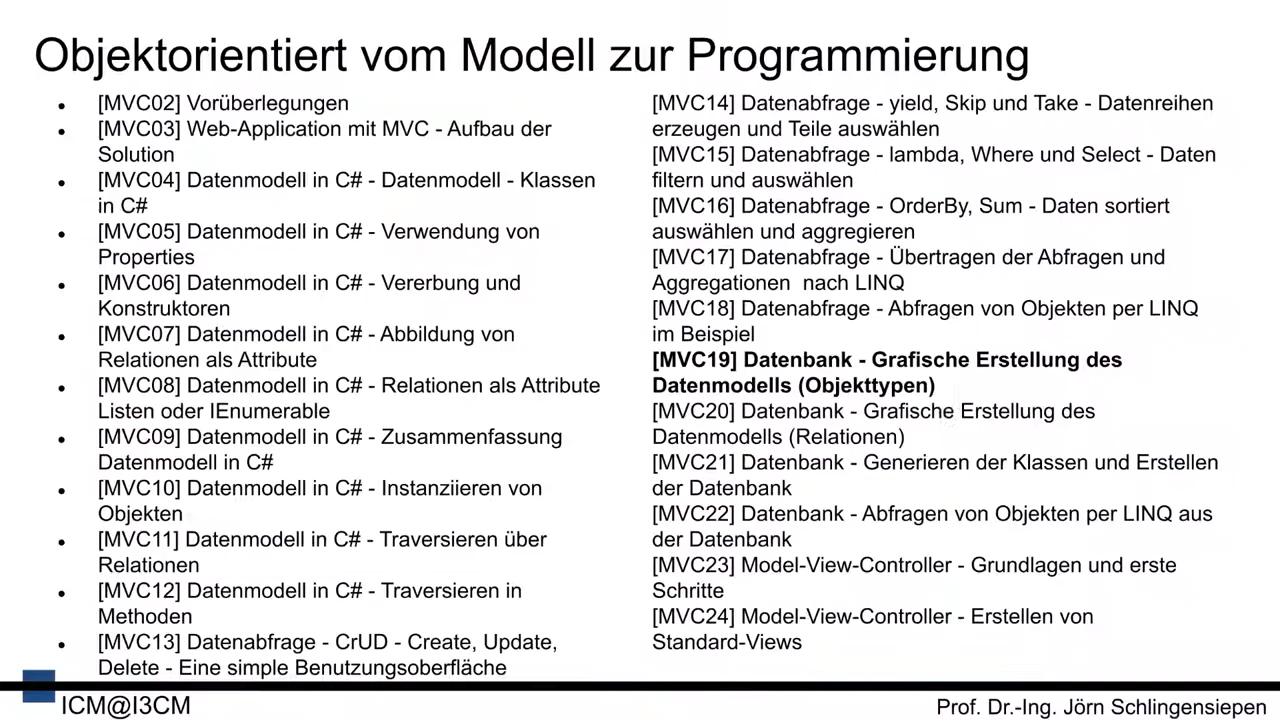 Objektorientiert vom Modell zur Programmierung
[MVC02] Vorüberlegungen
[MVC03] Web-Application mit MVC - Aufbau der
Solution
[MVC04] Datenmodell in C# - Datenmodell - Klassen
in C#
[MVC05] Datenmodell in C# - Verwendung von
Properties
[MVC06] Datenmodell in C# - Vererbung und
Konstruktoren
[MVC07] Datenmodell in C# - Abbildung von
Relationen als Attribute
[MVC08] Datenmodell in C# - Relationen als Attribute
Listen oder IEnumerable
[MVC09] Datenmodell in C# - Zusammenfassung
Datenmodell in C#
[MVC10] Datenmodell in C# - Instanziieren von
Objekten
[MVC11] Datenmodell in C# - Traversieren über
Relationen
[MVC12] Datenmodell in C# - Traversieren in
Methoden
[MVC13] Datenabfrage - CrUD - Create, Update,
Delete - Eine simple Benutzungsoberfläche
[MVC14] Datenabfrage - yield, Skip und Take - Datenreihen
erzeugen und Teile auswählen
[MVC15] Datenabfrage - lambda, Where und Select - Daten
filtern und auswählen
[MVC16] Datenabfrage - OrderBy, Sum - Daten sortiert
auswählen und aggregieren
[MVC17] Datenabfrage - Übertragen der Abfragen und
Aggregationen  nach LINQ
[MVC18] Datenabfrage - Abfragen von Objekten per LINQ
im Beispiel
[MVC19] Datenbank - Grafische Erstellung des
Datenmodells (Objekttypen)
[MVC20] Datenbank - Grafische Erstellung des
Datenmodells (Relationen)
[MVC21] Datenbank - Generieren der Klassen und Erstellen
der Datenbank
[MVC22] Datenbank - Abfragen von Objekten per LINQ aus
der Datenbank
[MVC23] Model-View-Controller - Grundlagen und erste
Schritte
[MVC24] Model-View-Controller - Erstellen von
Standard-Views
ICM@I3CM
Prof. Dr.-Ing. Jörn Schlingensiepen